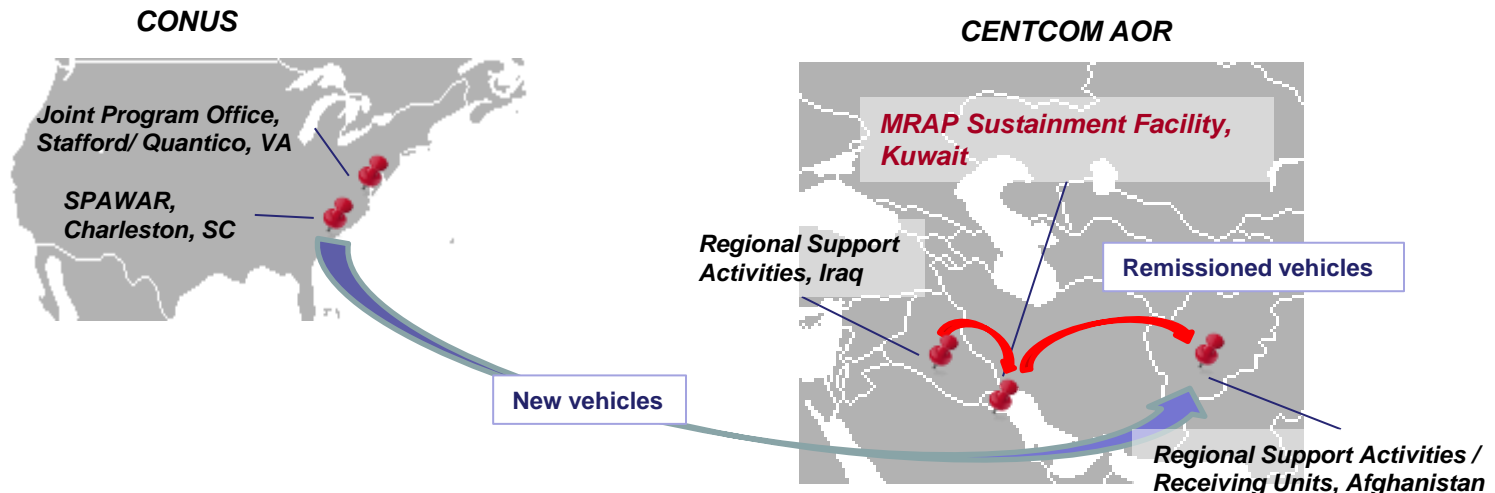 CONUS
CENTCOM AOR
Joint Program Office,
Stafford/ Quantico, VA
SPAWAR,
Charleston, SC
MRAP Sustainment Facility,
Kuwait
Regional Support
Activities, Iraq
Remissioned vehicles
New vehicles
Regional Support Activities /
Receiving Units, Afghanistan